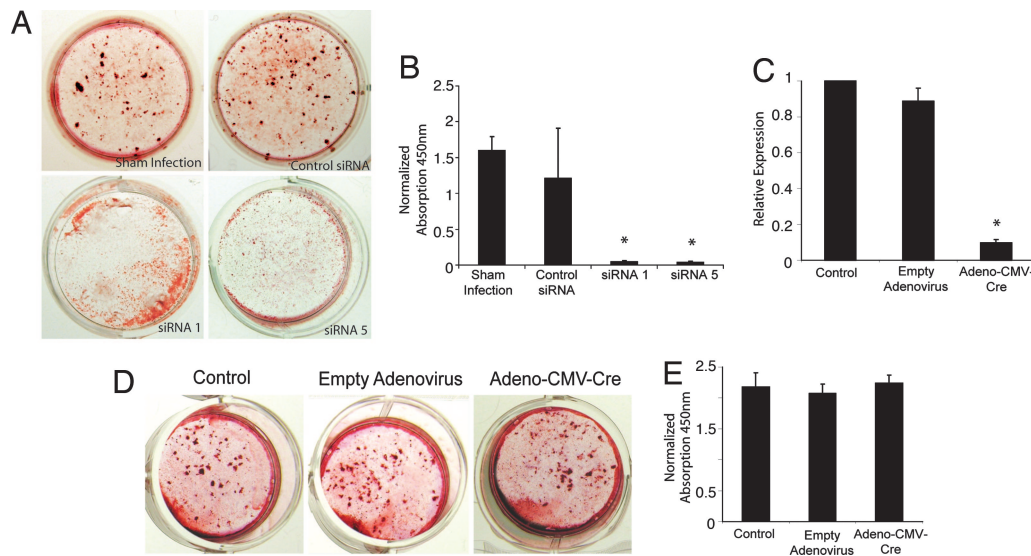 A
Sham Infection
Control siRNA
siRNA 1
siRNA 5
B
Normalized
Absorption 450nm
2.5
2
1.5
1
0.5
0
*
*
Sham
Infection
Control
siRNA
siRNA 1
siRNA 5
C
Relative Expression
1
0.8
0.6
0.4
0.2
0
*
Control
Empty
Adenovirus
Adeno-CMV-
Cre
D
Control
Empty Adenovirus
Adeno-CMV-Cre
E
Normalized
Absorption 450nm
2.5
2.5
1.5
0.5
0
Control
Empty
Adenovirus
Adeno-CMV-
Cre